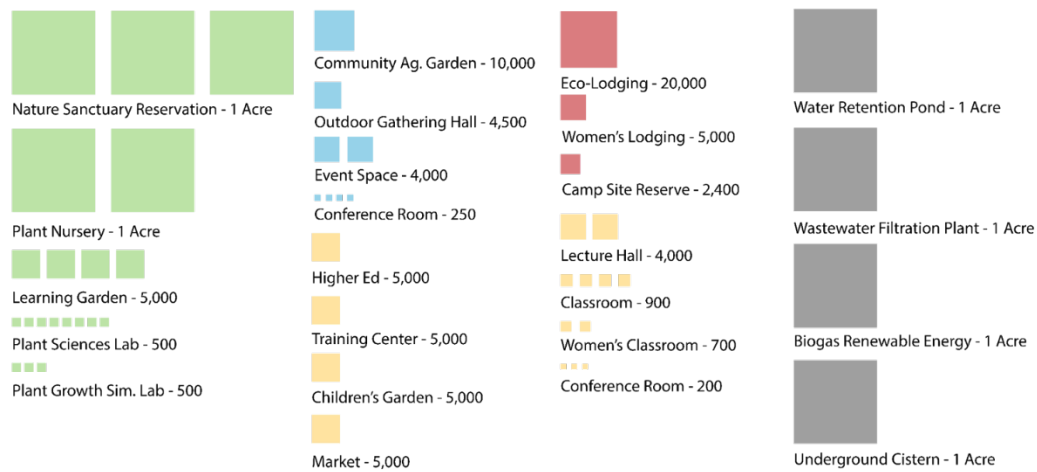 Nature Sanctuary Reservation - 1 Acre
Plant Nursery - 1 Acre
Learning Garden - 5,000
Plant Sciences Lab - 500
Plant Growth Sim. Lab - 500
Community Ag. Garden - 10,000
Outdoor Gathering Hall - 4,500
Event Space - 4,000
Conference Room - 250
Higher Ed - 5,000
Training Center - 5,000
Children's Garden - 5,000
Market - 5,000
Eco-Lodging - 20,000
Women's Lodging - 5,000
Camp Site Reserve - 2,400
Lecture Hall - 4,000
Classroom - 900
Women's Classroom - 700
Conference Room - 200
Water Retention Pond - 1 Acre
Wastewater Filtration Plant - 1 Acre
Biogas Renewable Energy - 1 Acre
Underground Cistern - 1 Acre